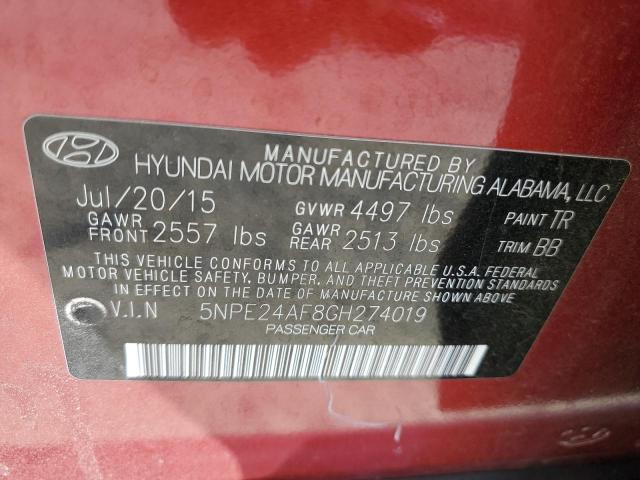 MANUFACTURED BY
HYUNDAI MOTOR MANUFACTURING ALABAMA, LLC
Jul/20/15 GVWR 4497 lbs PAINT TR
GAWR FRONT 2557 lbs GAWR REAR 2513 lbs TRIM BB
THIS VEHICLE CONFORMS TO ALL APPLICABLE U.S.A. FEDERAL
MOTOR VEHICLE SAFETY, BUMPER, AND THEFT PREVENTION STANDARDS
IN EFFECT ON THE DATE OF MANUFACTURE SHOWN ABOVE
V.I.N 5NPE24AF8GH274019
PASSENGER CAR